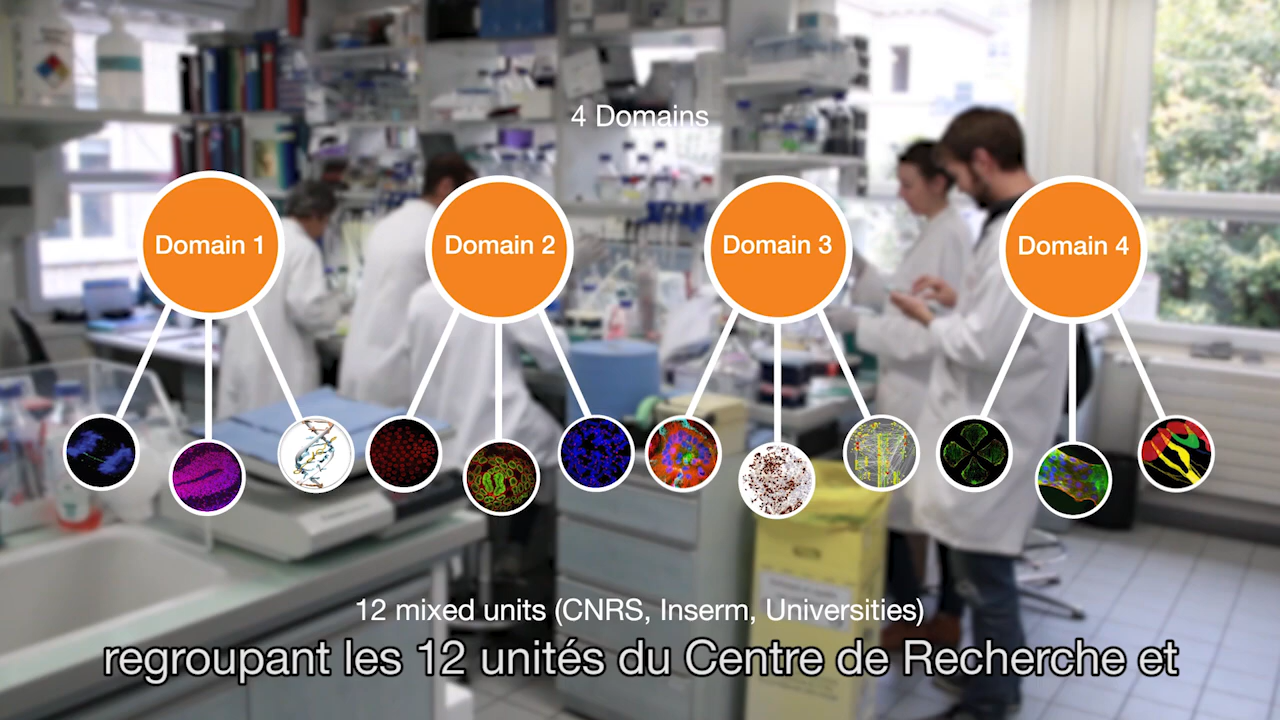 4 Domains
Domain 1
Domain 2
Domain 3
Domain 4
12 mixed units (CNRS, Inserm, Universities)
regroupant les 12 unités du Centre de Recherche et